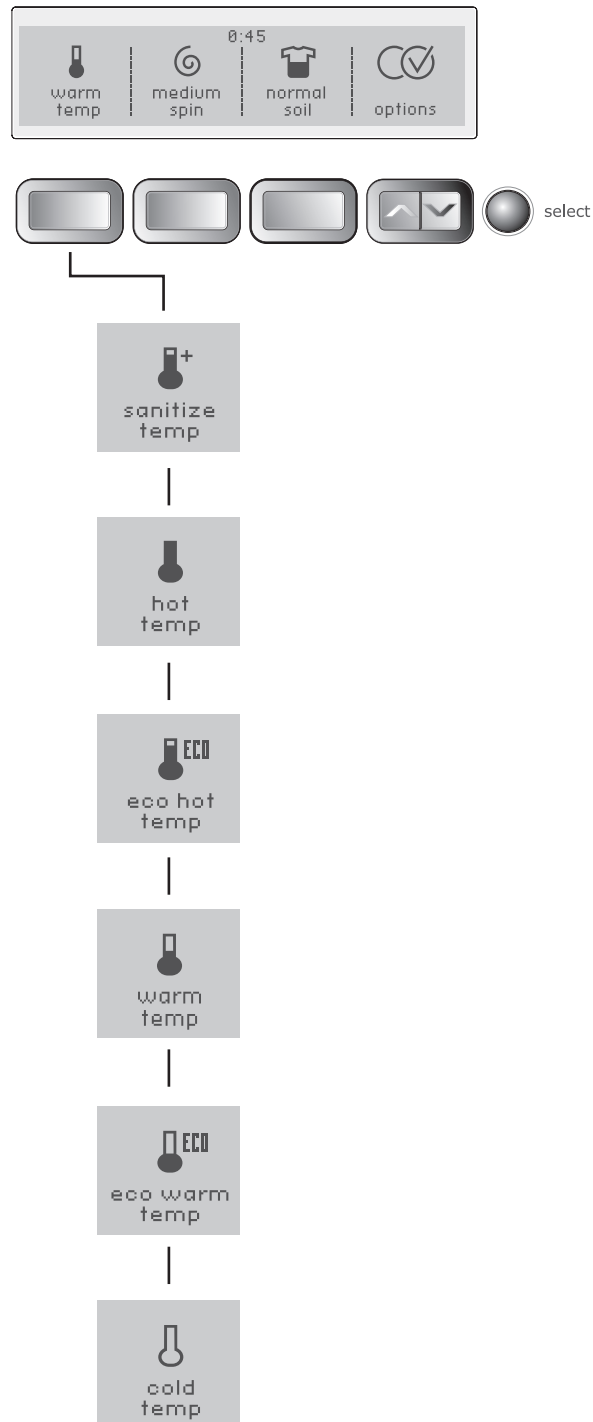 0:45
warm medium normal
temp spin soil options
select
sanitize
temp
hot
temp
ECO
eco hot
temp
warm
temp
ECO
eco warm
temp
cold
temp